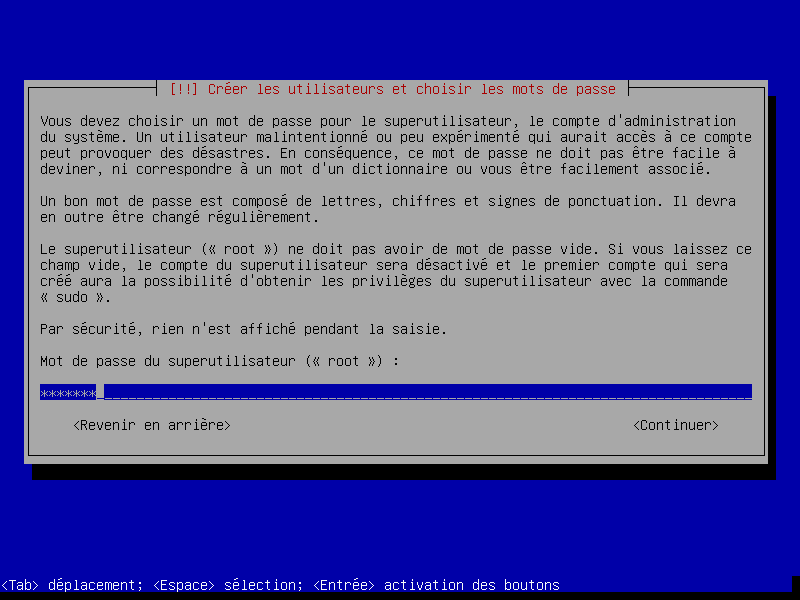 [!!] Créer les utilisateurs et choisir les mots de passe
Vous devez choisir un mot de passe pour le superutilisateur, le compte d'administration
du système. Un utilisateur malintentionné ou peu expérimenté qui aurait accès à ce compte
peut provoquer des désastres. En conséquence, ce mot de passe ne doit pas être facile à
deviner, ni correspondre à un mot d'un dictionnaire ou vous être facilement associé.
Un bon mot de passe est composé de lettres, chiffres et signes de ponctuation. Il devra
en outre être changé régulièrement.
Le superutilisateur (« root ») ne doit pas avoir de mot de passe vide. Si vous laissez ce
champ vide, le compte du superutilisateur sera désactivé et le premier compte qui sera
créé aura la possibilité d'obtenir les privilèges du superutilisateur avec la commande
« sudo ».
Par sécurité, rien n'est affiché pendant la saisie.
Mot de passe du superutilisateur (« root ») :
*******
<Revenir en arrière> <Continuer>
<Tab> déplacement; <Espace> sélection; <Entrée> activation des boutons